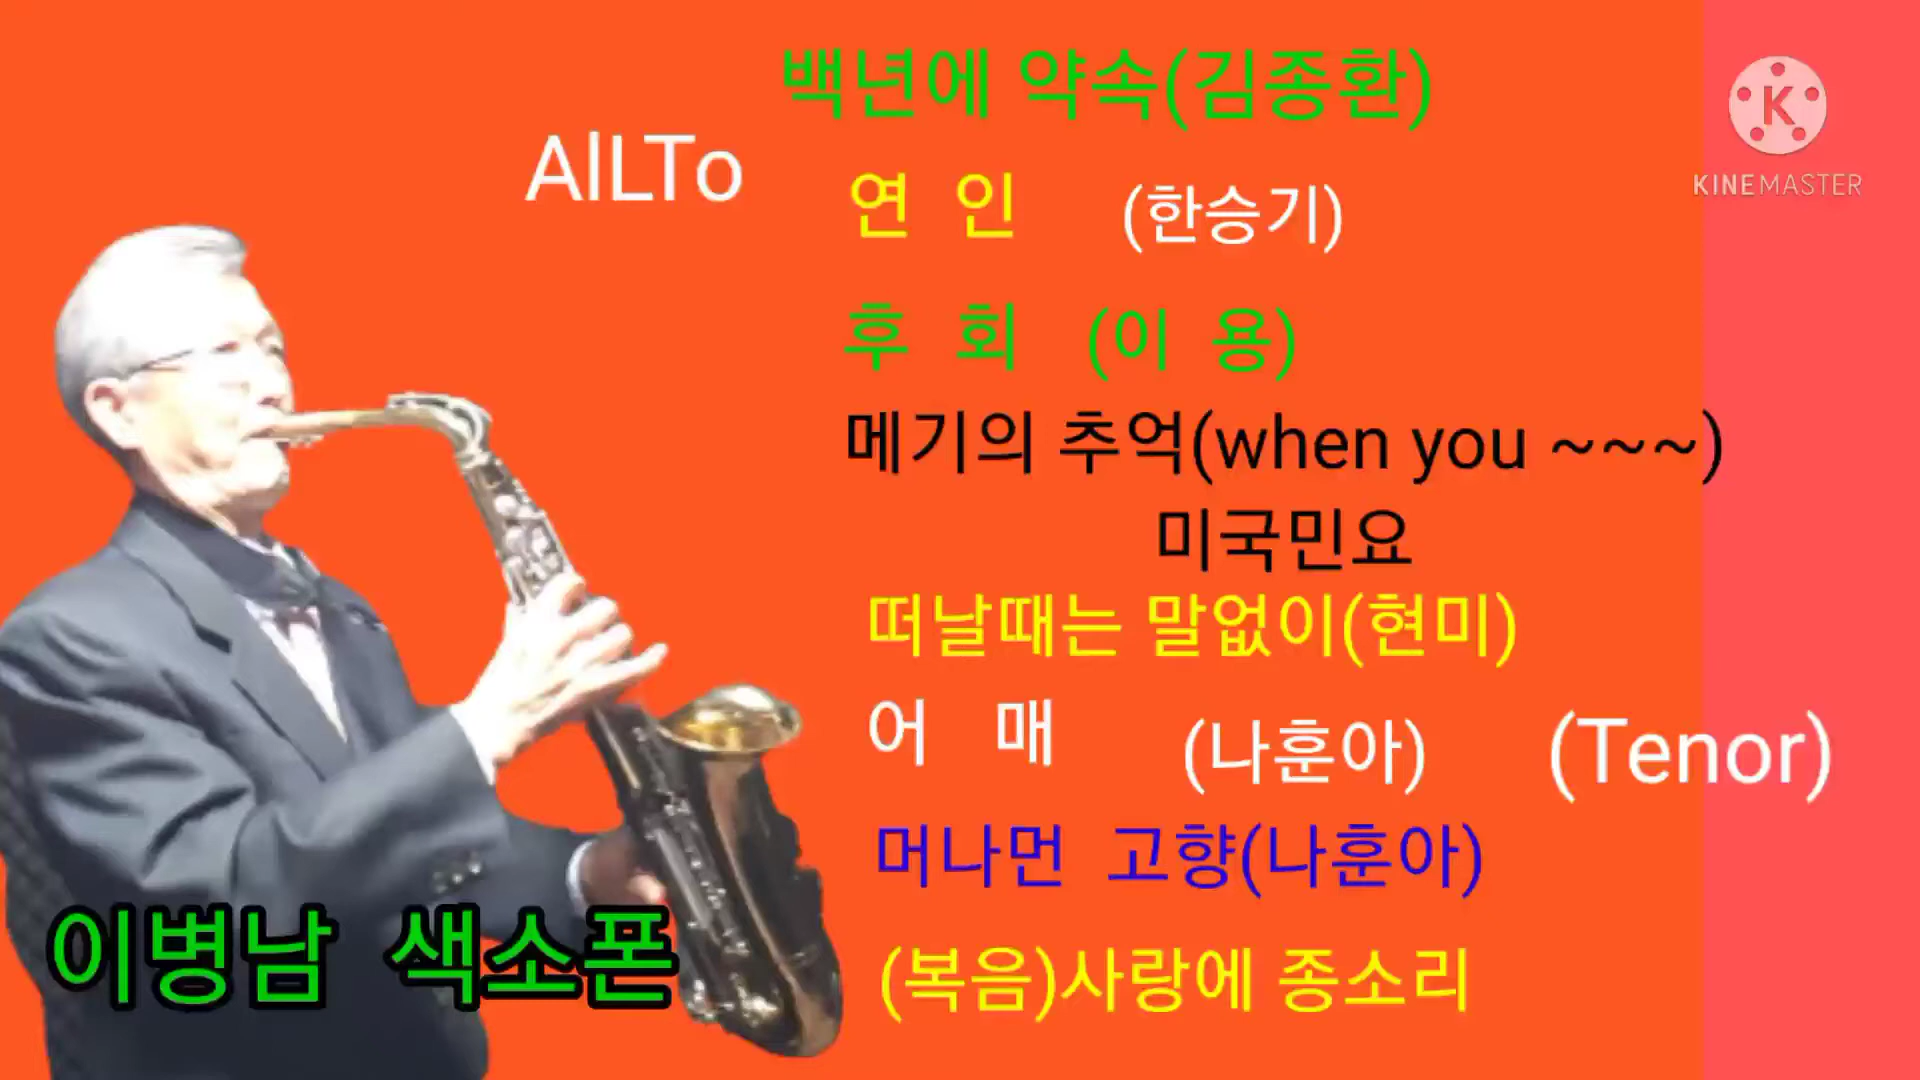 백년에 약속(김종환)
AlLTo
연 인 (한승기)
후 회 (이 용)
메기의 추억(when you ~~~)
미국민요
떠날때는 말없이(현미)
어 매 (나훈아) (Tenor)
머나먼 고향(나훈아)
(복음)사랑에 종소리
이병남 색소폰
K
KINEMASTER